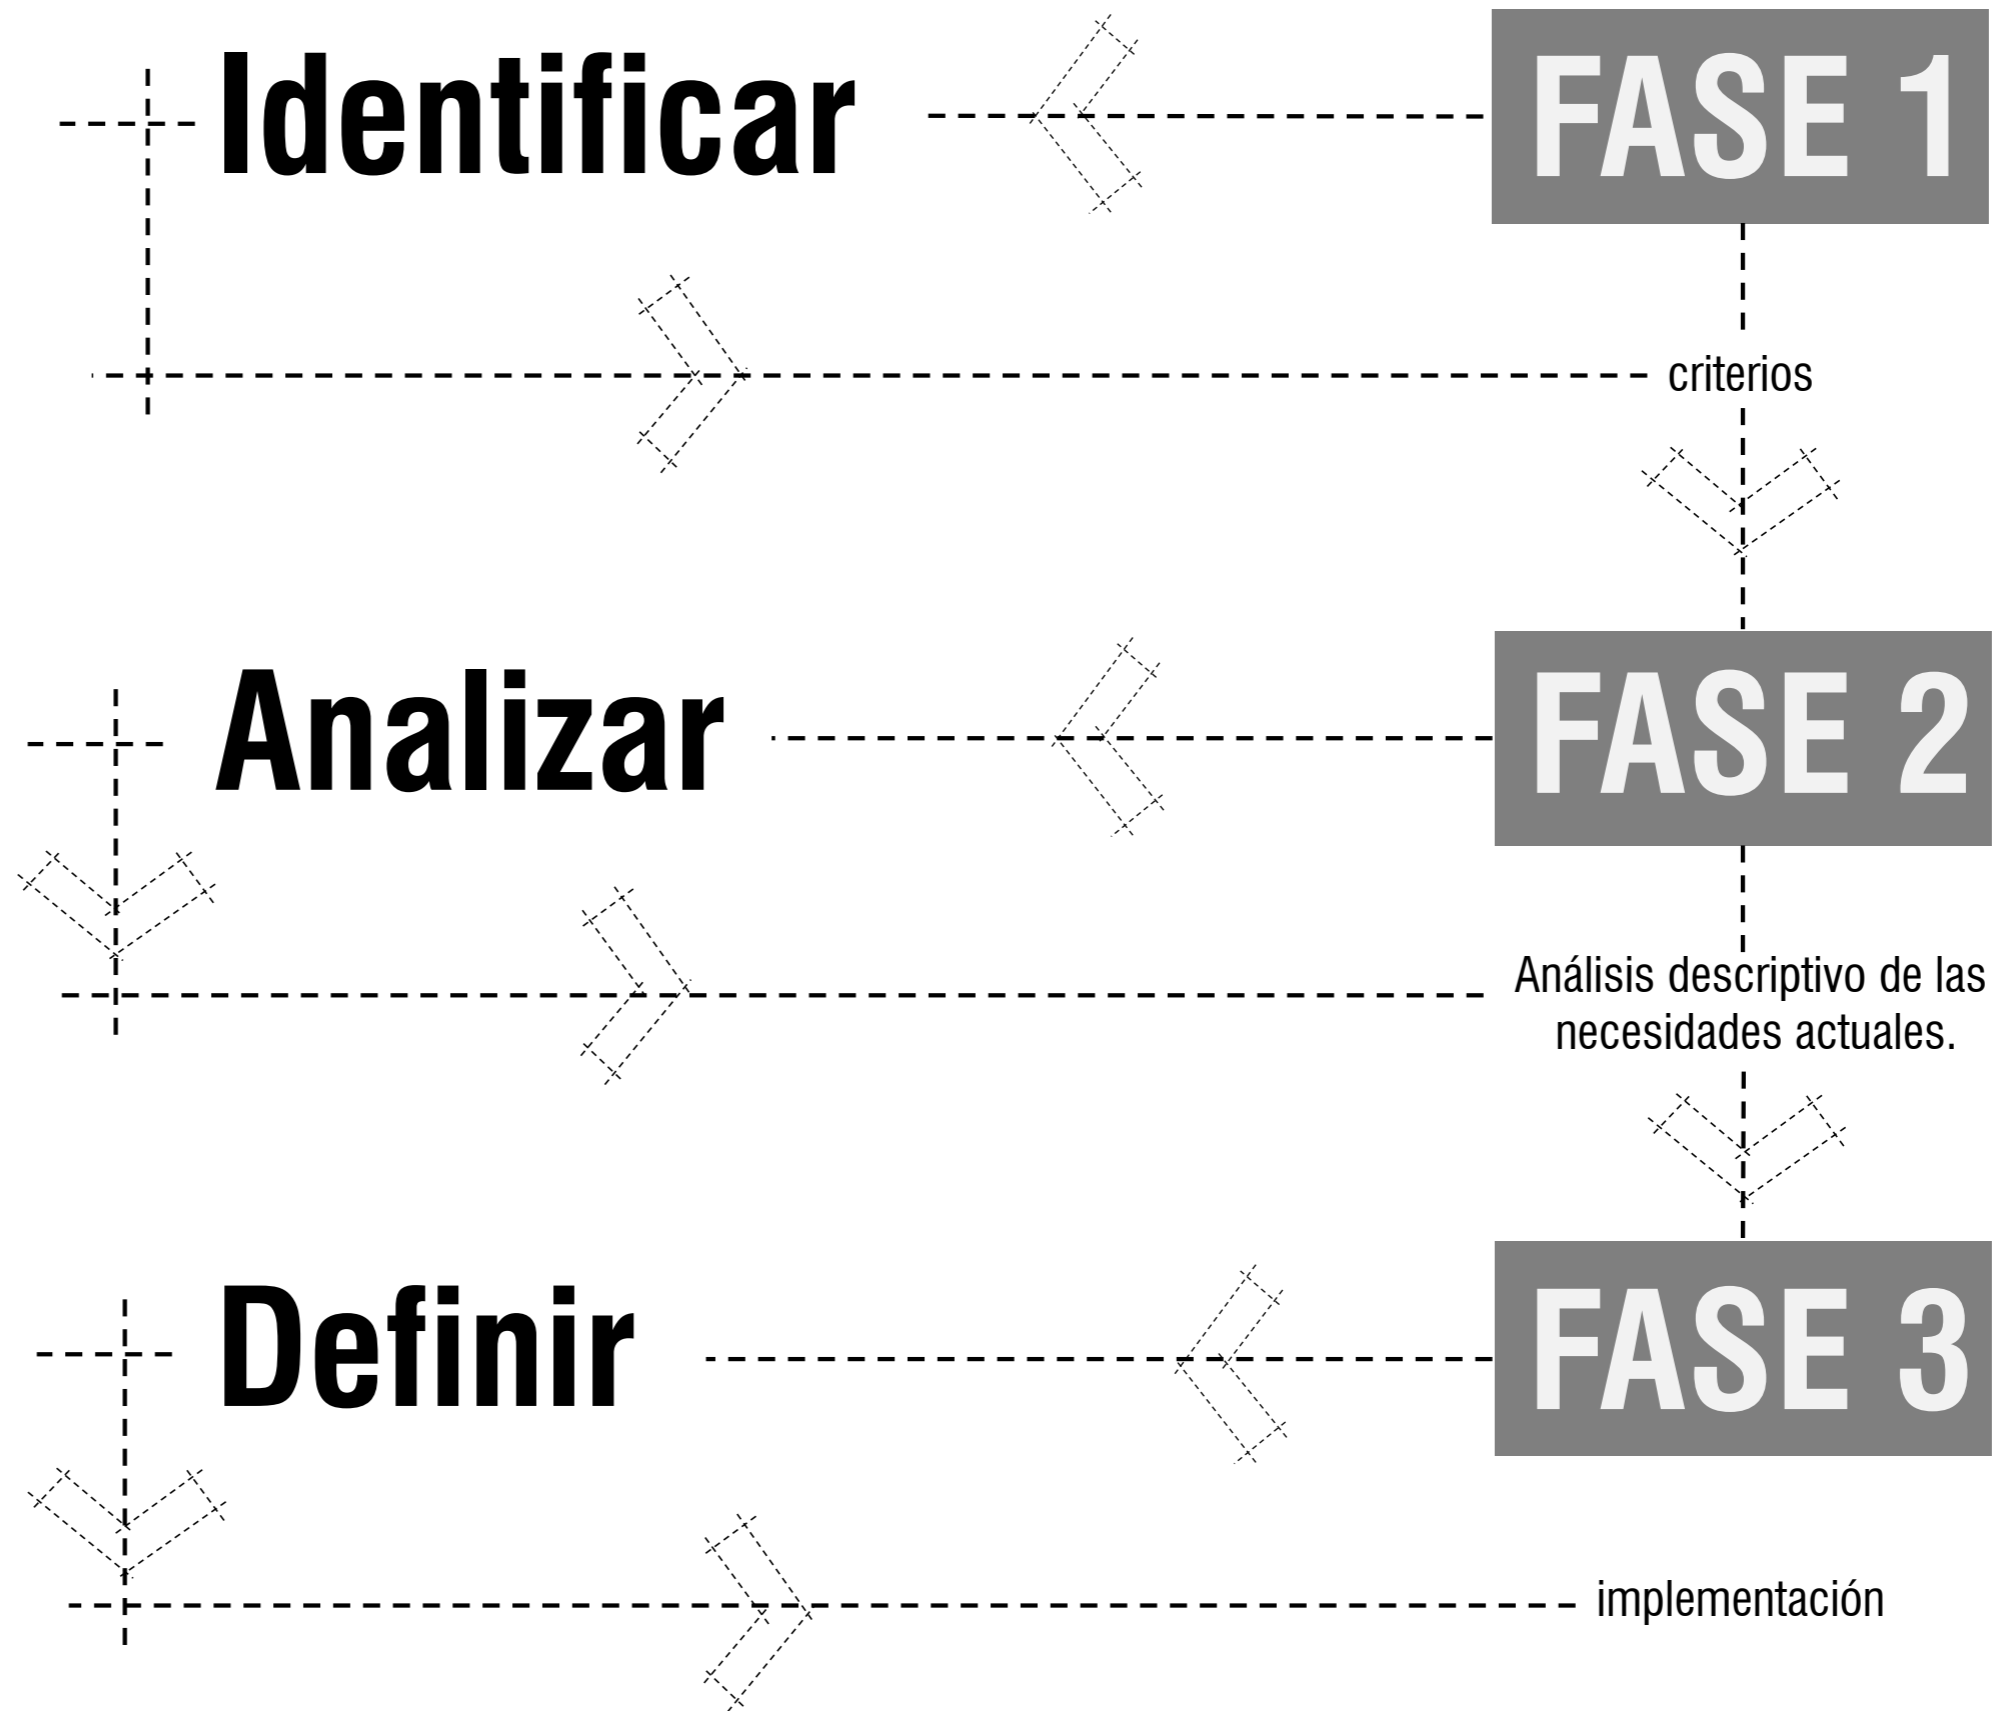 Identificar
FASE 1
criterios
Analizar
FASE 2
Análisis descriptivo de las
necesidades actuales.
Definir
FASE 3
implementación